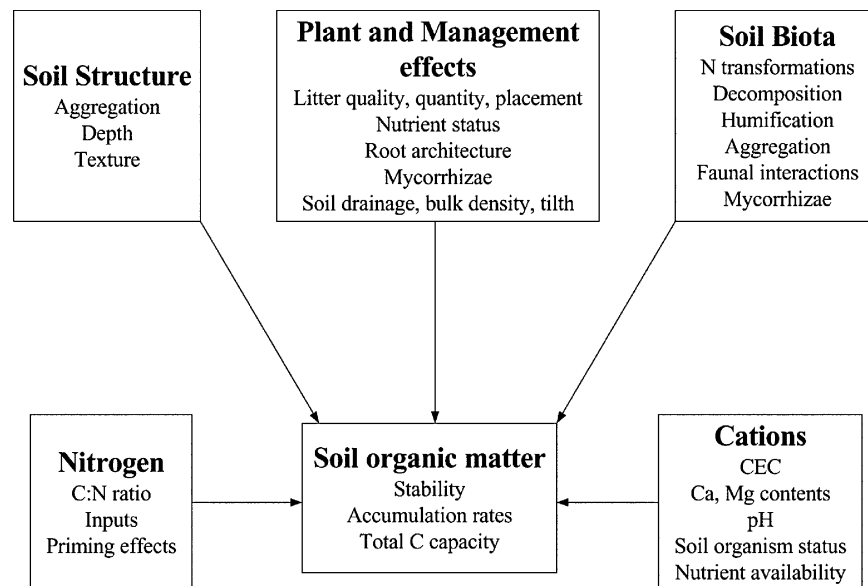 Soil Structure
Aggregation
Depth
Texture
Plant and Management
effects
Litter quality, quantity, placement
Nutrient status
Root architecture
Mycorrhizae
Soil drainage, bulk density, tilth
Soil Biota
N transformations
Decomposition
Humification
Aggregation
Faunal interactions
Mycorrhizae
Nitrogen
C:N ratio
Inputs
Priming effects
Soil organic matter
Stability
Accumulation rates
Total C capacity
Cations
CEC
Ca, Mg contents
pH
Soil organism status
Nutrient availability